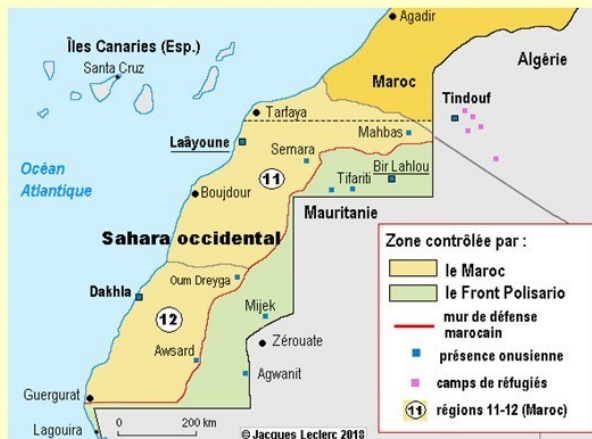 Agadir
Îles Canaries (Esp.)
Santa Cruz
Maroc
Algérie
Tarfaya
Tindouf
Mahbas
Laâyoune
Semara
Bir Lahlou
Océan
Atlantique
11
Tifariti
Boujdour
Mauritanie
Sahara occidental
Zone contrôlée par :
le Maroc
le Front Polisario
mur de défense
marocain
présence onusienne
camps de réfugiés
11 régions 11-12 (Maroc)
Oum Dreyga
Dakhla
12
Mijek
Zérouate
Awsard
Agwanit
Guergurat
Lagouira
0 200 km
© Jacques Leclerc 2018